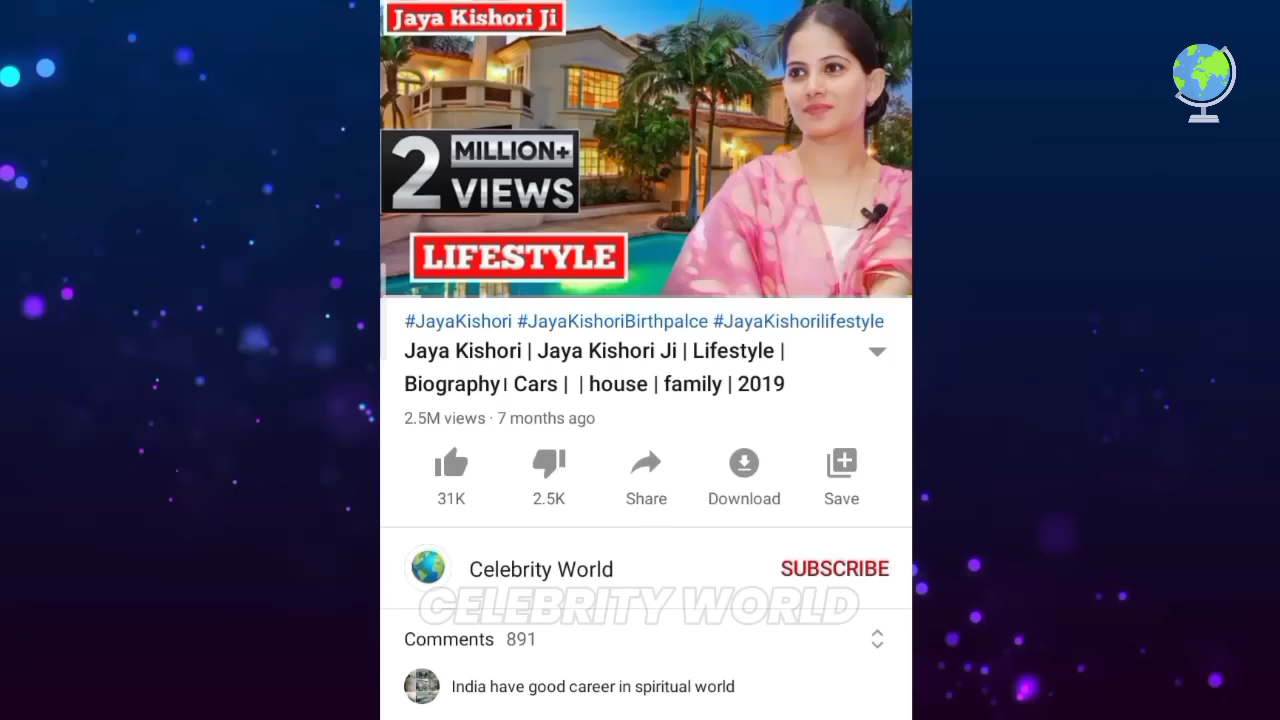 Jaya Kishori Ji
2 MILLION+
VIEWS
LIFESTYLE
#JayaKishori #JayaKishoriBirthpalce #JayaKishorilifestyle
Jaya Kishori | Jaya Kishori Ji | Lifestyle |
Biography। Cars | | house | family | 2019
2.5M views · 7 months ago
31K 2.5K Share Download Save
Celebrity World SUBSCRIBE
CELEBRITY WORLD
Comments 891
India have good career in spiritual world